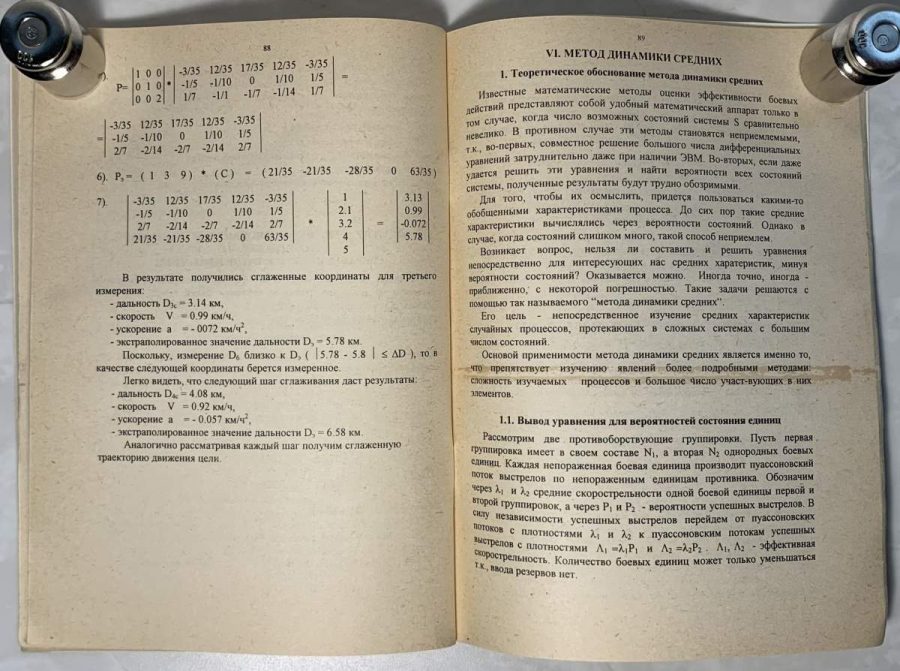 88
). | 1 0 0 | | -3/35 12/35 17/35 12/35 -3/35 |
P= | 0 1 0 | * | -1/5 -1/10 0 1/10 1/5 | =
| 0 0 2 | | 1/7 -1/1 -1/7 -1/14 1/7 |
| -3/35 12/35 17/35 12/35 -3/35 |
= | -1/5 -1/10 0 1/10 1/5 |
| 2/7 -2/14 -2/7 -2/14 2/7 |
6). Pэ = ( 1 3 9 ) * ( C ) = ( 21/35 -21/35 -28/35 0 63/35 )
7). | -3/35 12/35 17/35 12/35 -3/35 | | 1 | | 3.13 |
| -1/5 -1/10 0 1/10 1/5 | | 2.1 | | 0.99 |
| 2/7 -2/14 -2/7 -2/14 2/7 | * | 3.2 | = | -0.072 |
| 21/35 -21/35 -28/35 0 63/35 | | 4 | | 5.78 |
| 5 |
В результате получились сглаженные координаты для третьего
измерения:
- дальность D3c = 3.14 км,
- скорость V = 0.99 км/ч,
- ускорение a = - 0072 км/ч²,
- экстраполированное значение дальности Dэ = 5.78 км.
Поскольку, измерение D6 близко к Dэ ( | 5.78 - 5.8 | ≤ ΔD ), то в
качестве следующей координаты берется измеренное.
Легко видеть, что следующий шаг сглаживания даст результаты:
- дальность D4c = 4.08 км,
- скорость V = 0.92 км/ч,
- ускорение a = - 0.057 км/ч²,
- экстраполированное значение дальности Dэ = 6.58 км.
Аналогично рассматривая каждый шаг получим сглаженную
траекторию движения цели.
89
VI. МЕТОД ДИНАМИКИ СРЕДНИХ
1. Теоретическое обоснование метода динамики средних
Известные математические методы оценки эффективности боевых
действий представляют собой удобный математический аппарат только в
том случае, когда число возможных состояний системы S сравнительно
невелико. В противном случае эти методы становятся неприемлемыми,
т.к., во-первых, совместное решение большого числа дифференциальных
уравнений затруднительно даже при наличии ЭВМ. Во-вторых, если даже
удается решить эти уравнения и найти вероятности всех состояний
системы, полученные результаты будут трудно обозримыми.
Для того, чтобы их осмыслить, придется пользоваться какими-то
обобщенными характеристиками процесса. До сих пор такие средние
характеристики вычислялись через вероятности состояний. Однако в
случае, когда состояний слишком много, такой способ неприемлем.
Возникает вопрос, нельзя ли составить и решить уравнения
непосредственно для интересующих нас средних харатеристик, минуя
вероятности состояний? Оказывается можно. Иногда точно, иногда -
приближенно, с некоторой погрешностью. Такие задачи решаются с
помощью так называемого "метода динамики средних".
Его цель - непосредственное изучение средних характеристик
случайных процессов, протекающих в сложных системах с большим
числом состояний.
Основой применимости метода динамики средних является именно то,
что препятствует изучению явлений более подробными методами:
сложность изучаемых процессов и большое число участ-вующих в них
элементов.
1.1. Вывод уравнения для вероятностей состояния единиц
Рассмотрим две противоборствующие группировки. Пусть первая
группировка имеет в своем составе N₁, а вторая N₂ однородных боевых
единиц. Каждая непораженная боевая единица производит пуассоновский
поток выстрелов по непораженным единицам противника. Обозначим
через λ₁ и λ₂ средние скорострельности одной боевой единицы первой и
второй группировок, а через P₁ и P₂ - вероятности успешных выстрелов. В
силу независимости успешных выстрелов перейдем от пуассоновских
потоков с плотностями λ₁ и λ₂ к пуассоновским потокам успешных
выстрелов с плотностями Λ₁ =λ₁P₁ и Λ₂ =λ₂P₂ . Λ₁, Λ₂ - эффективная
скорострельность. Количество боевых единиц может только уменьшаться
т.к., ввода резервов нет.